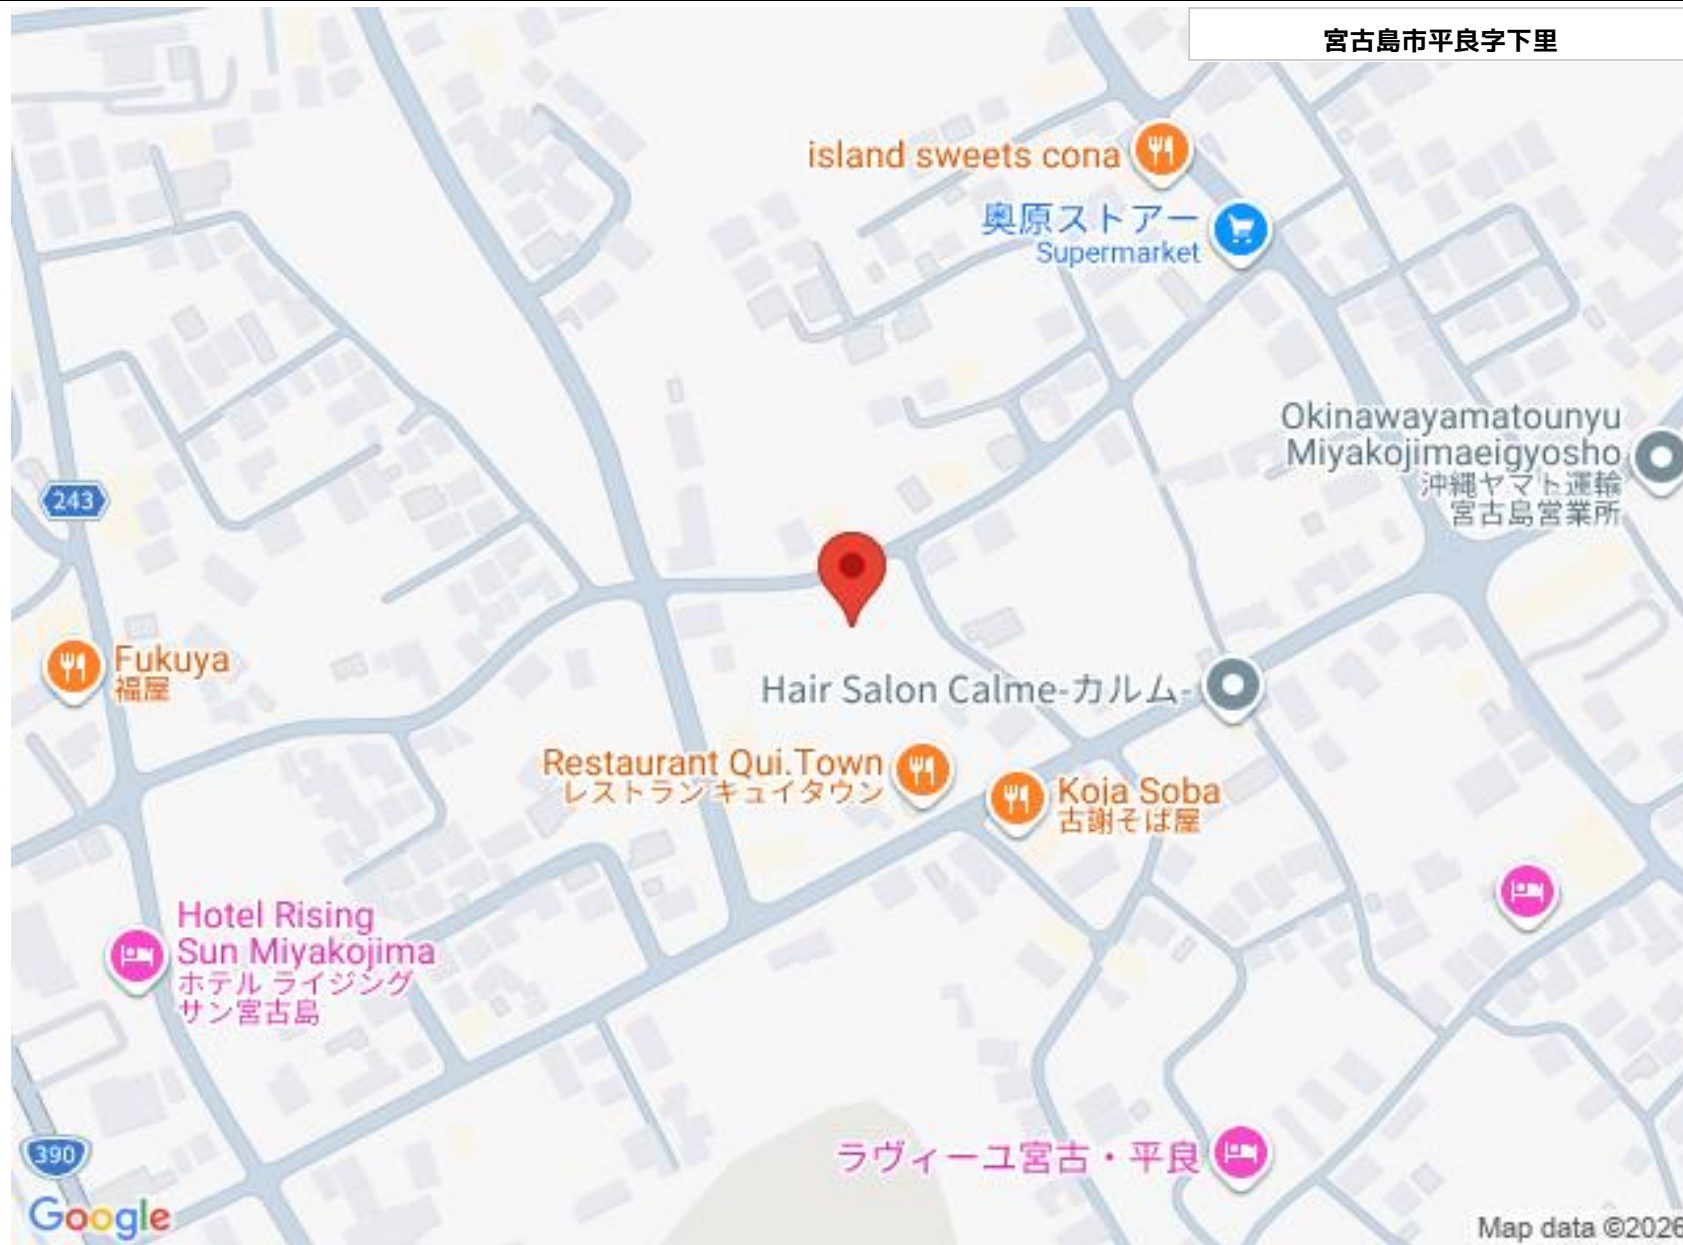 宮古島市平良字下里
island sweets cona
奥原ストアー
Supermarket
Okinawayamatounyu
Miyakojimaeigyosho
沖縄ヤマト運輸
宮古島営業所
243
Fukuya
福屋
Hair Salon Calme-カルム-
Restaurant Qui.Town
レストラン キュイタウン
Koja Soba
古謝そば屋
Hotel Rising
Sun Miyakojima
ホテル ライジング
サン宮古島
390
ラヴィーユ宮古・平良
Google
Map data ©2026